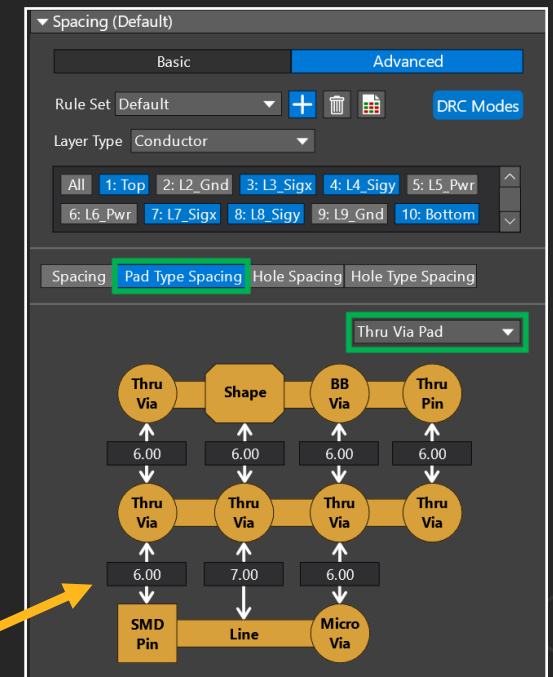 Spacing (Default)
Basic Advanced
Rule Set Default DRC Modes
Layer Type Conductor
All 1: Top 2: L2_Gnd 3: L3_Sigx 4: L4_Sigy 5: L5_Pwr
6: L6_Pwr 7: L7_Sigx 8: L8_Sigy 9: L9_Gnd 10: Bottom
Spacing Pad Type Spacing Hole Spacing Hole Type Spacing
Thru Via Pad
Thru Via Shape BB Via Thru Pin
6.00 6.00 6.00 6.00
Thru Via Thru Via Thru Via Thru Via
6.00 7.00 6.00
SMD Pin Line Micro Via